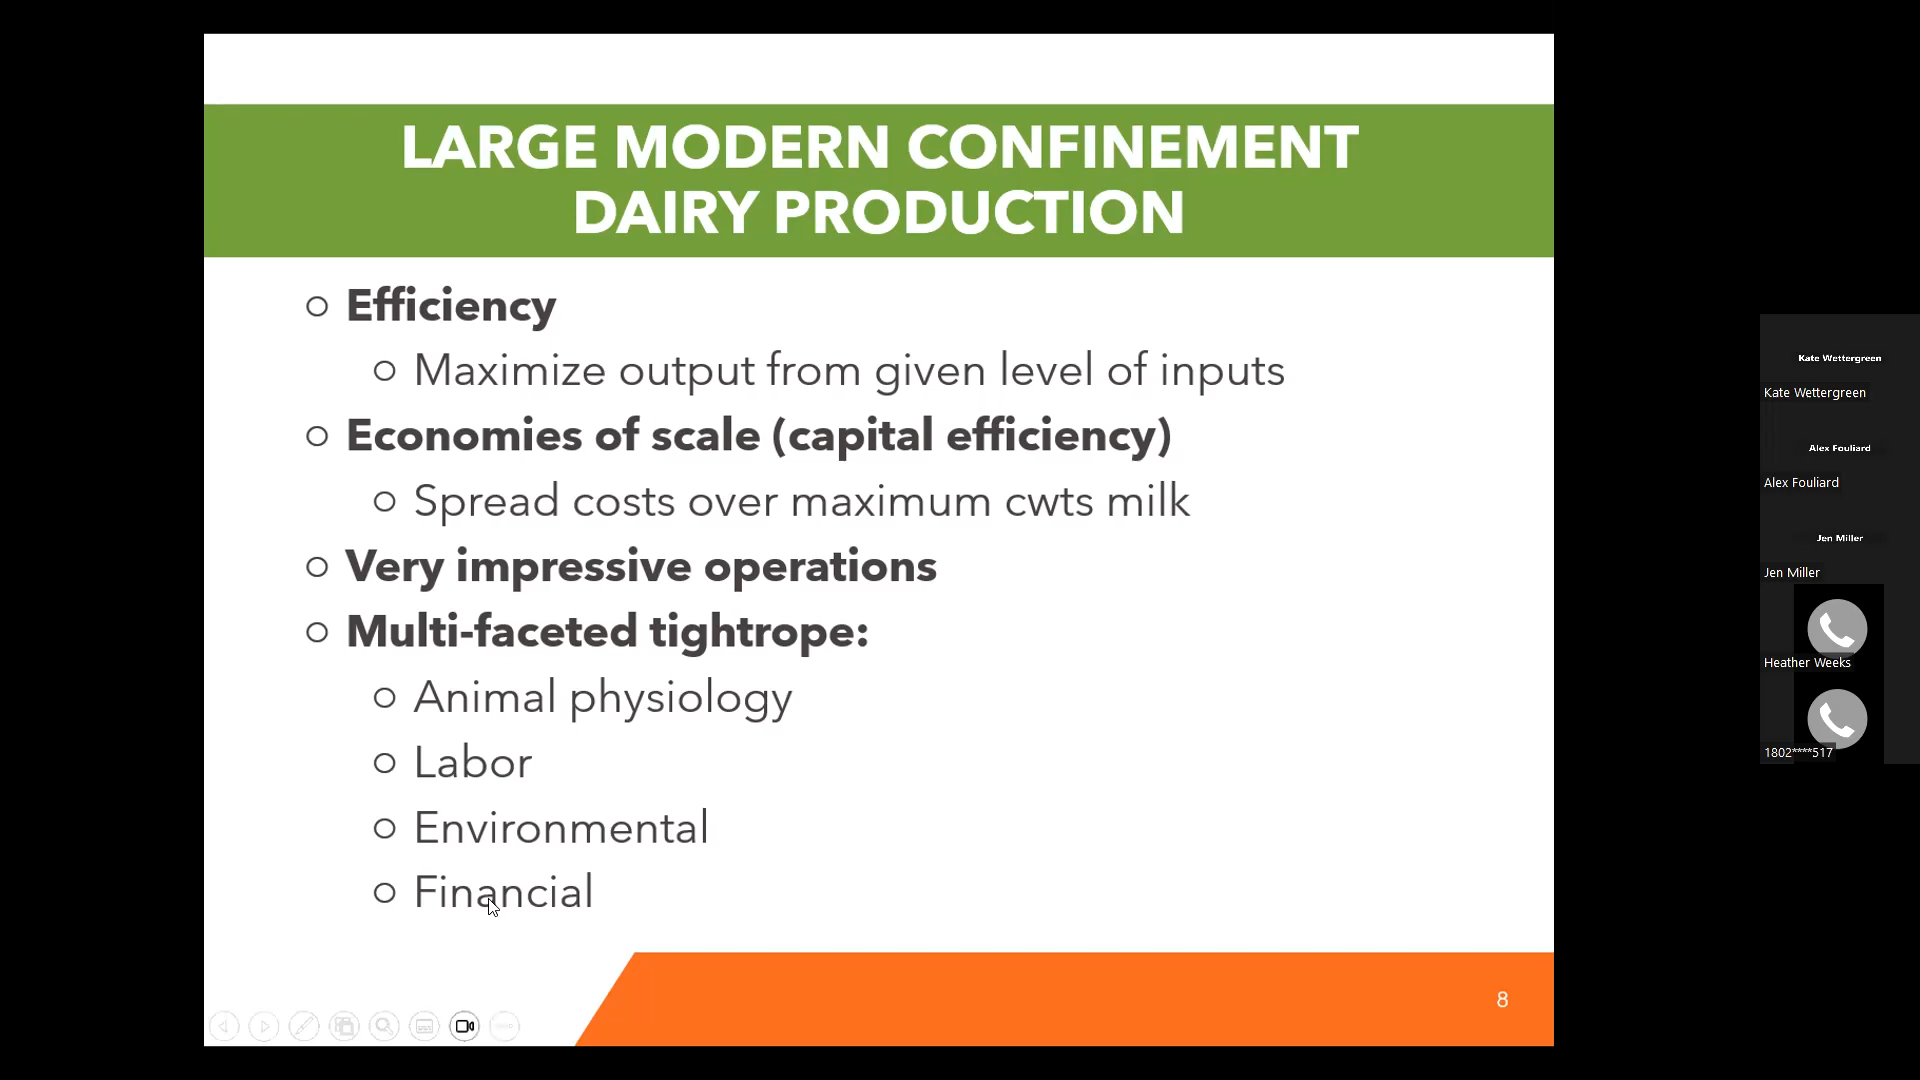 LARGE MODERN CONFINEMENT
DAIRY PRODUCTION
Efficiency
Maximize output from given level of inputs
Economies of scale (capital efficiency)
Spread costs over maximum cwts milk
Very impressive operations
Multi-faceted tightrope:
Animal physiology
Labor
Environmental
Financial
8
Kate Wettergreen
Kate Wettergreen
Alex Fouliard
Alex Fouliard
Jen Miller
Jen Miller
Heather Weeks
1802****517